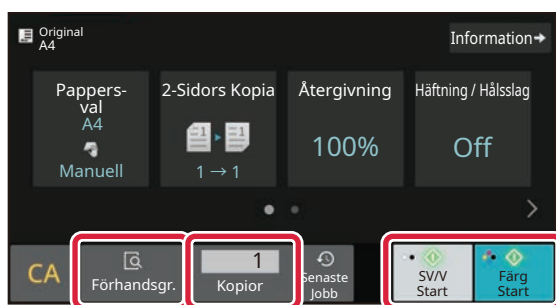 Original
A4
Information
Pappers-
val
A4
Manuell
2-Sidors Kopia
1 → 1
Återgivning
100%
Häftning / Hålsslag
Off
CA
Förhandsgr.
1
Kopior
Senaste
Jobb
SV/V
Start
Färg
Start